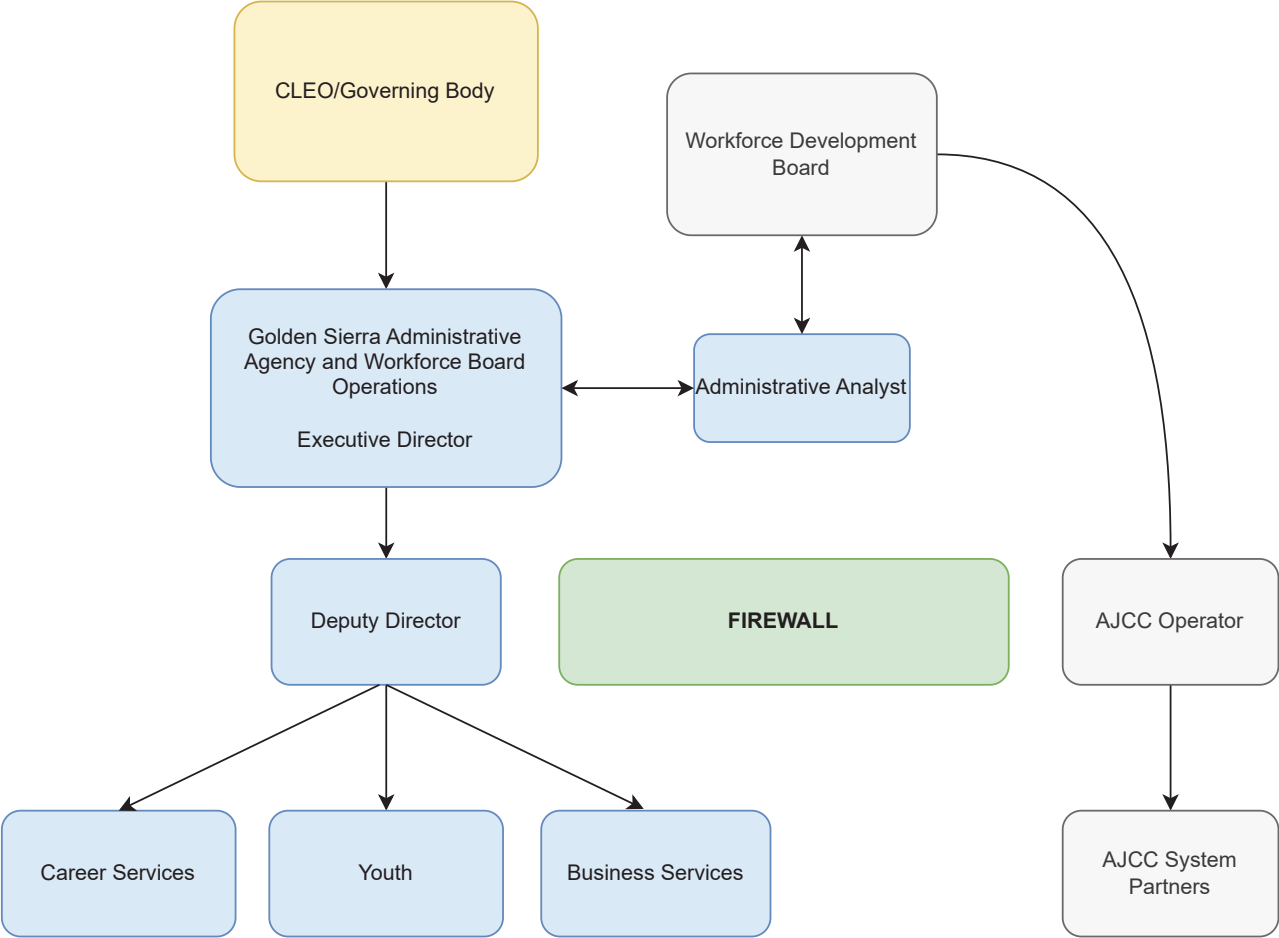 CLEO/Governing Body
Workforce Development
Board
Golden Sierra Administrative
Agency and Workforce Board
Operations
Executive Director
Administrative Analyst
Deputy Director
FIREWALL
AJCC Operator
Career Services
Youth
Business Services
AJCC System
Partners